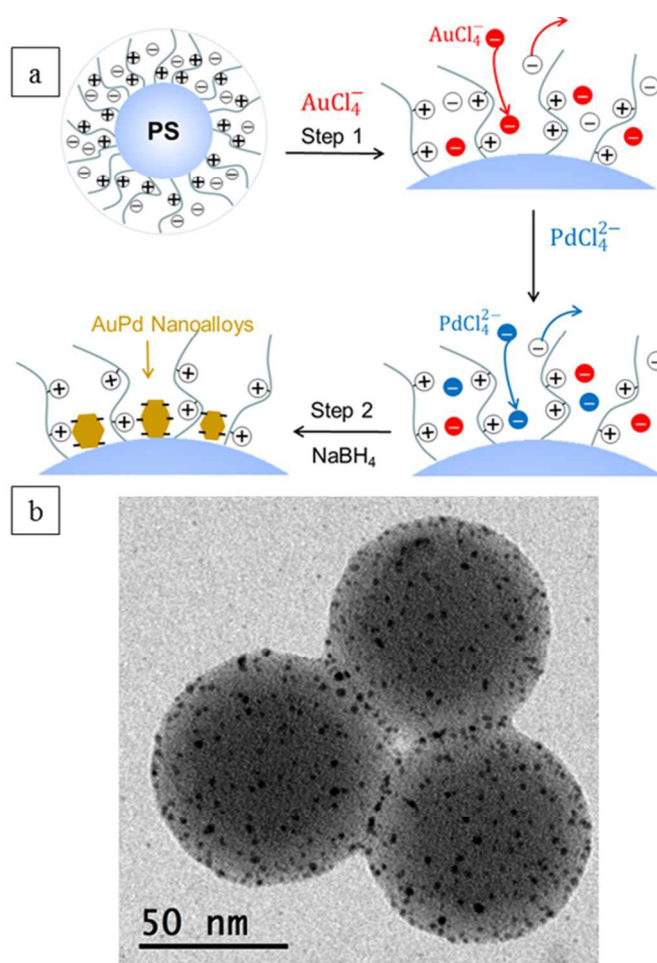 a
PS
AuCl₄⁻
Step 1
AuCl₄⁻
PdCl₄²⁻
AuPd Nanoalloys
Step 2
NaBH₄
PdCl₄²⁻
b
50 nm